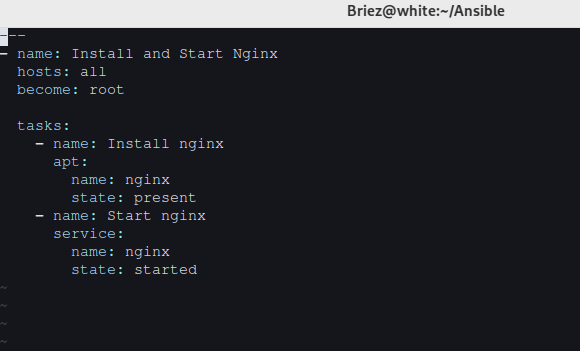 Briez@white:~/Ansible
---
- name: Install and Start Nginx
  hosts: all
  become: root

  tasks:
    - name: Install nginx
      apt:
        name: nginx
        state: present
    - name: Start nginx
      service:
        name: nginx
        state: started
~
~
~
~